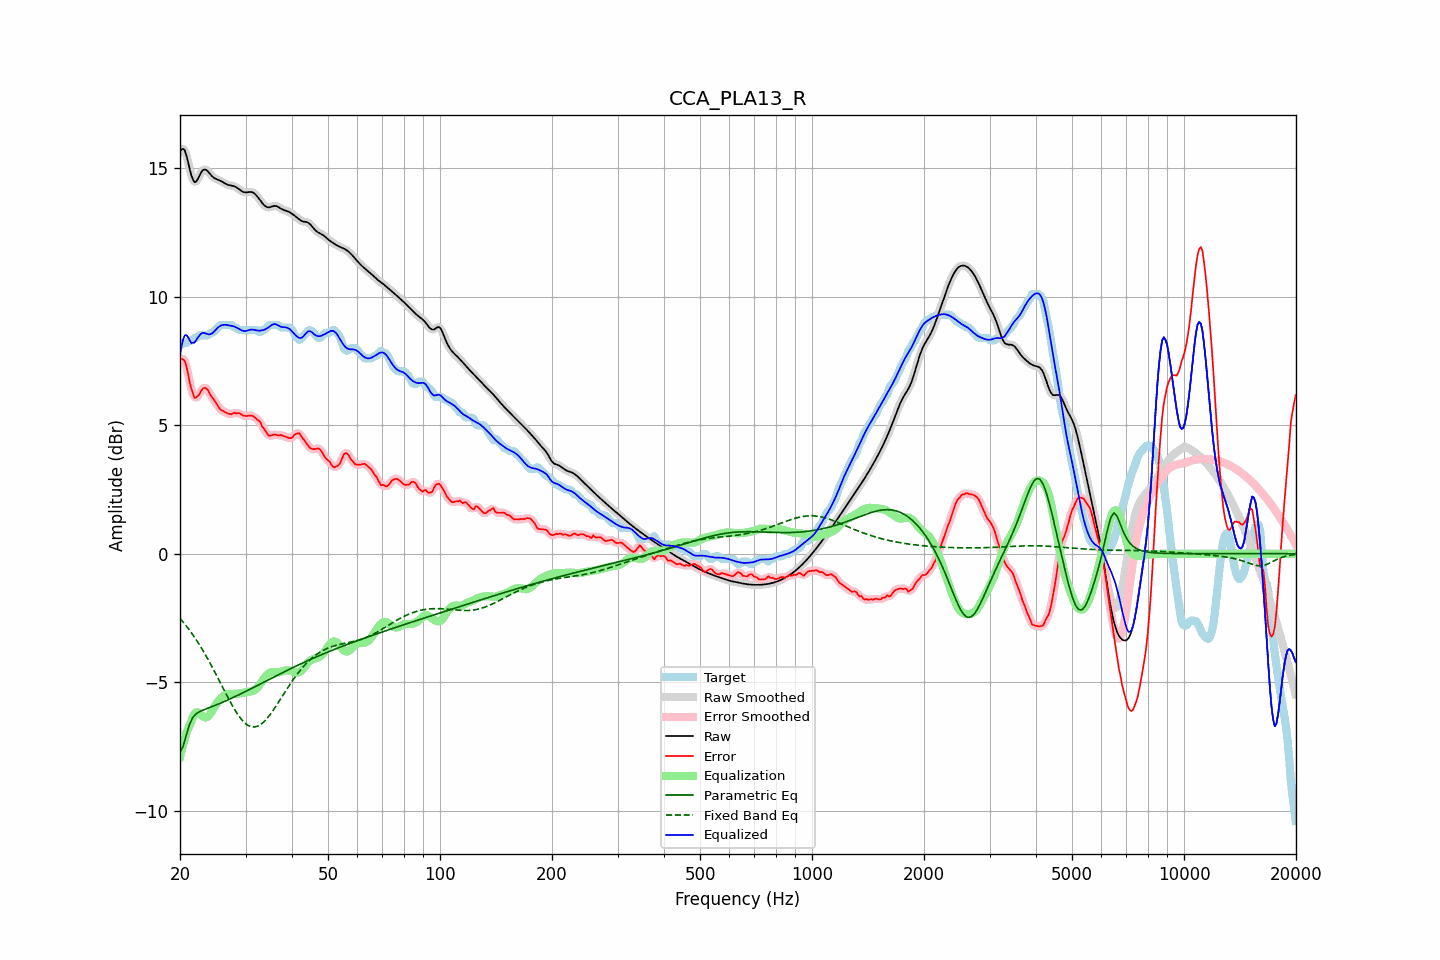 CCA_PLA13_R
Amplitude (dBr)
15
10
5
0
−5
−10
20
50
100
200
500
1000
2000
5000
10000
20000
Frequency (Hz)
Target
Raw Smoothed
Error Smoothed
Raw
Error
Equalization
Parametric Eq
Fixed Band Eq
Equalized